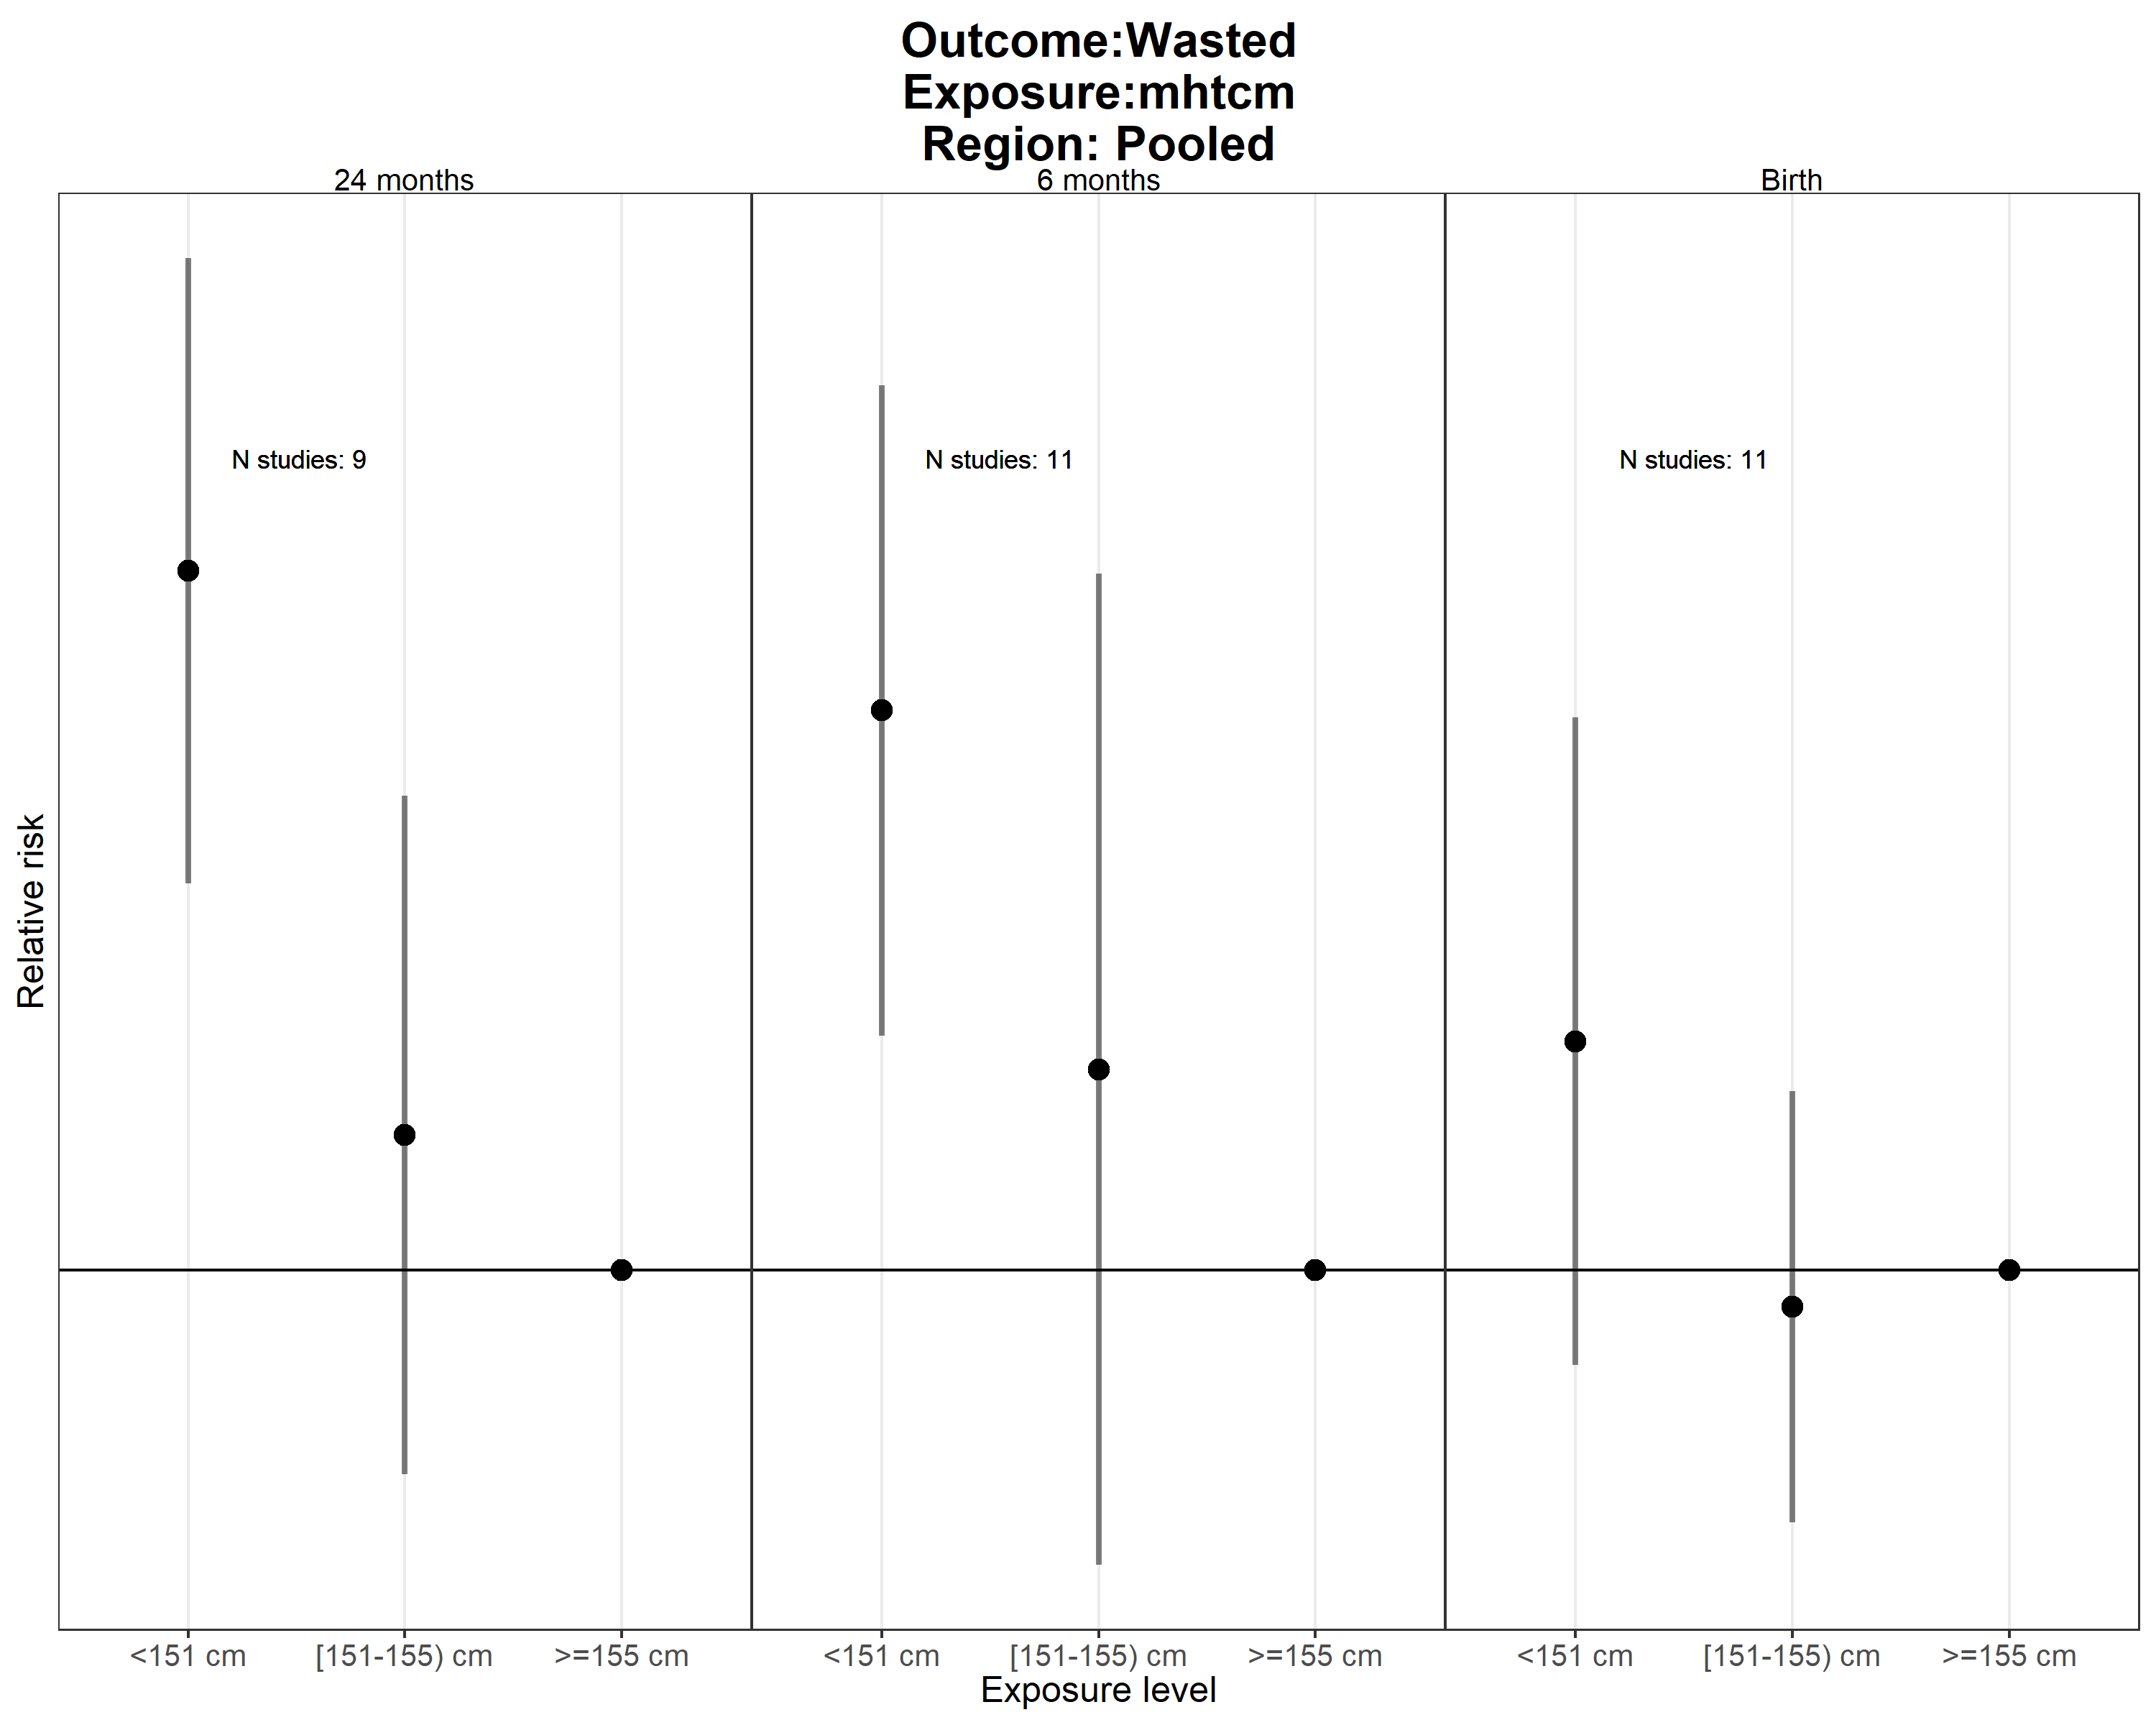 Outcome:Wasted
Exposure:mhtcm
Region: Pooled
24 months
6 months
Birth
N studies: 9
N studies: 11
N studies: 11
Relative risk
<151 cm
[151-155) cm
>=155 cm
<151 cm
[151-155) cm
>=155 cm
<151 cm
[151-155) cm
>=155 cm
Exposure level